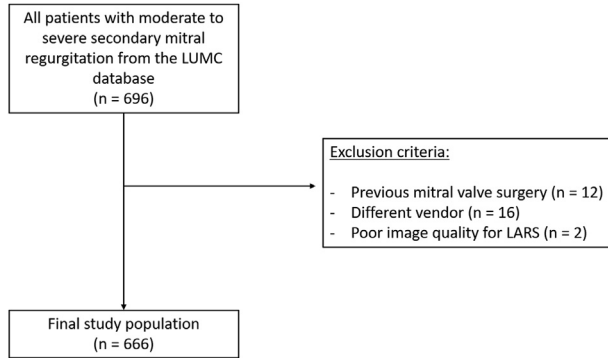 All patients with moderate to
severe secondary mitral
regurgitation from the LUMC
database
(n = 696)
Exclusion criteria:
- Previous mitral valve surgery (n = 12)
- Different vendor (n = 16)
- Poor image quality for LARS (n = 2)
Final study population
(n = 666)